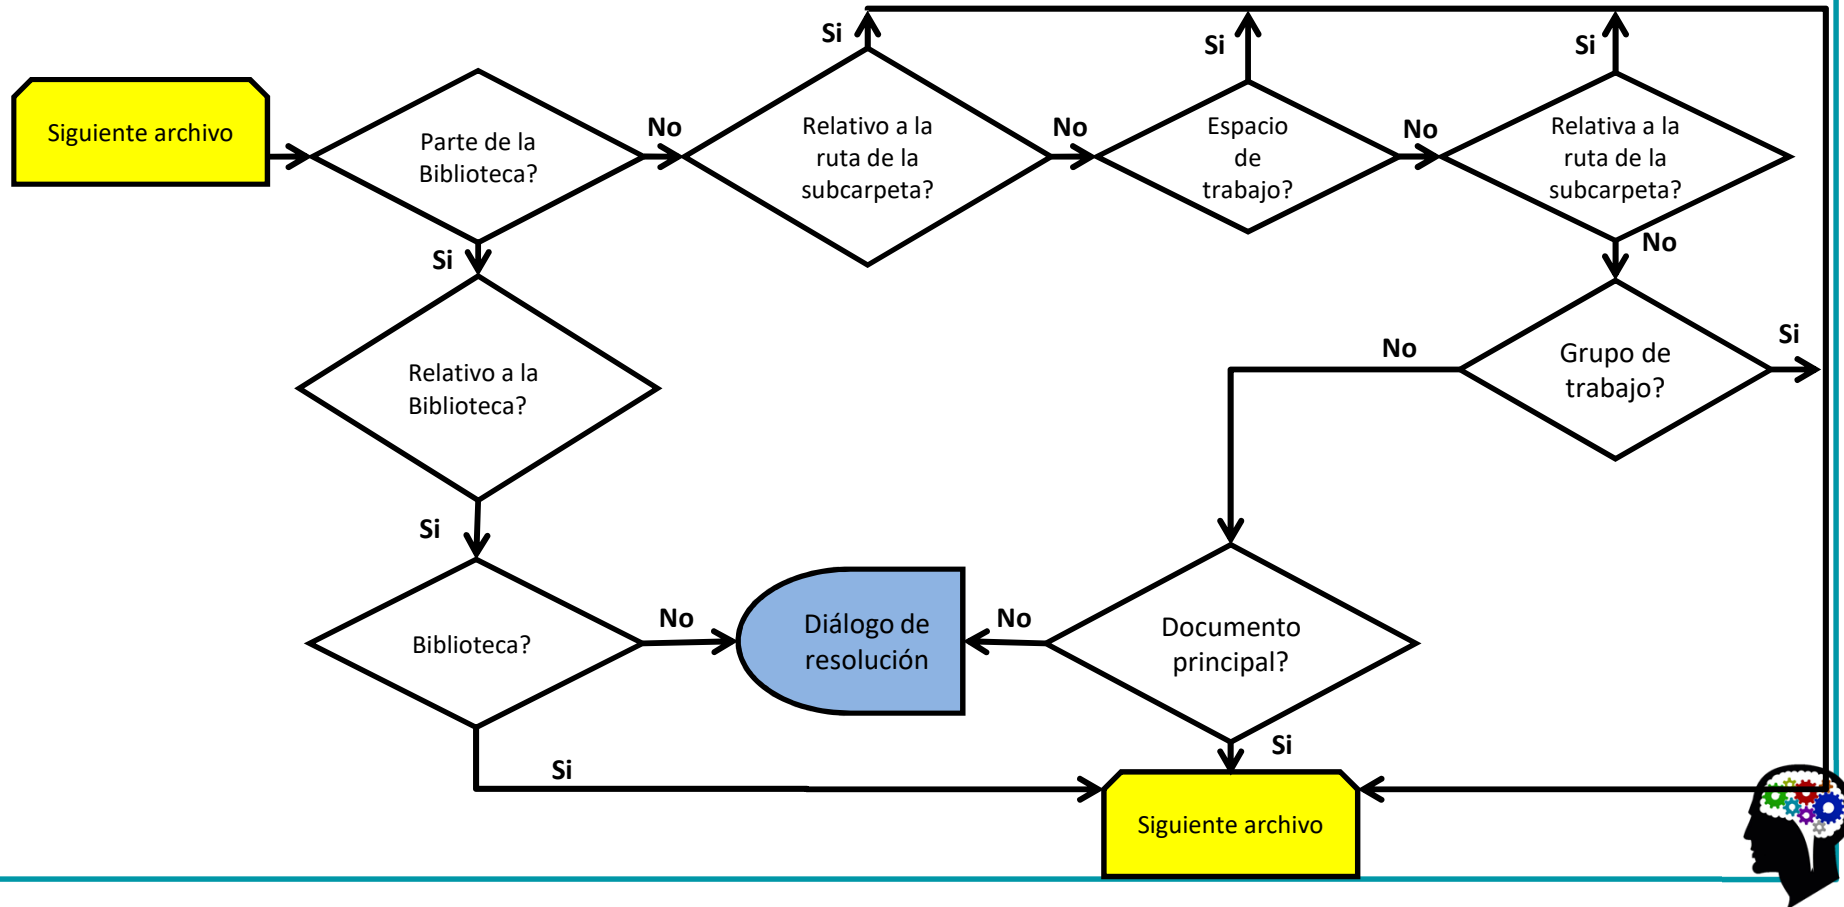 Siguiente archivo
Parte de la
Biblioteca?
No
Si
Relativo a la
ruta de la
subcarpeta?
No
Si
Espacio
de
trabajo?
No
Si
Relativa a la
ruta de la
subcarpeta?
No
Si
Relativo a la
Biblioteca?
No
Grupo de
trabajo?
Si
Si
Biblioteca?
No
Diálogo de
resolución
No
Documento
principal?
Si
Si
Siguiente archivo